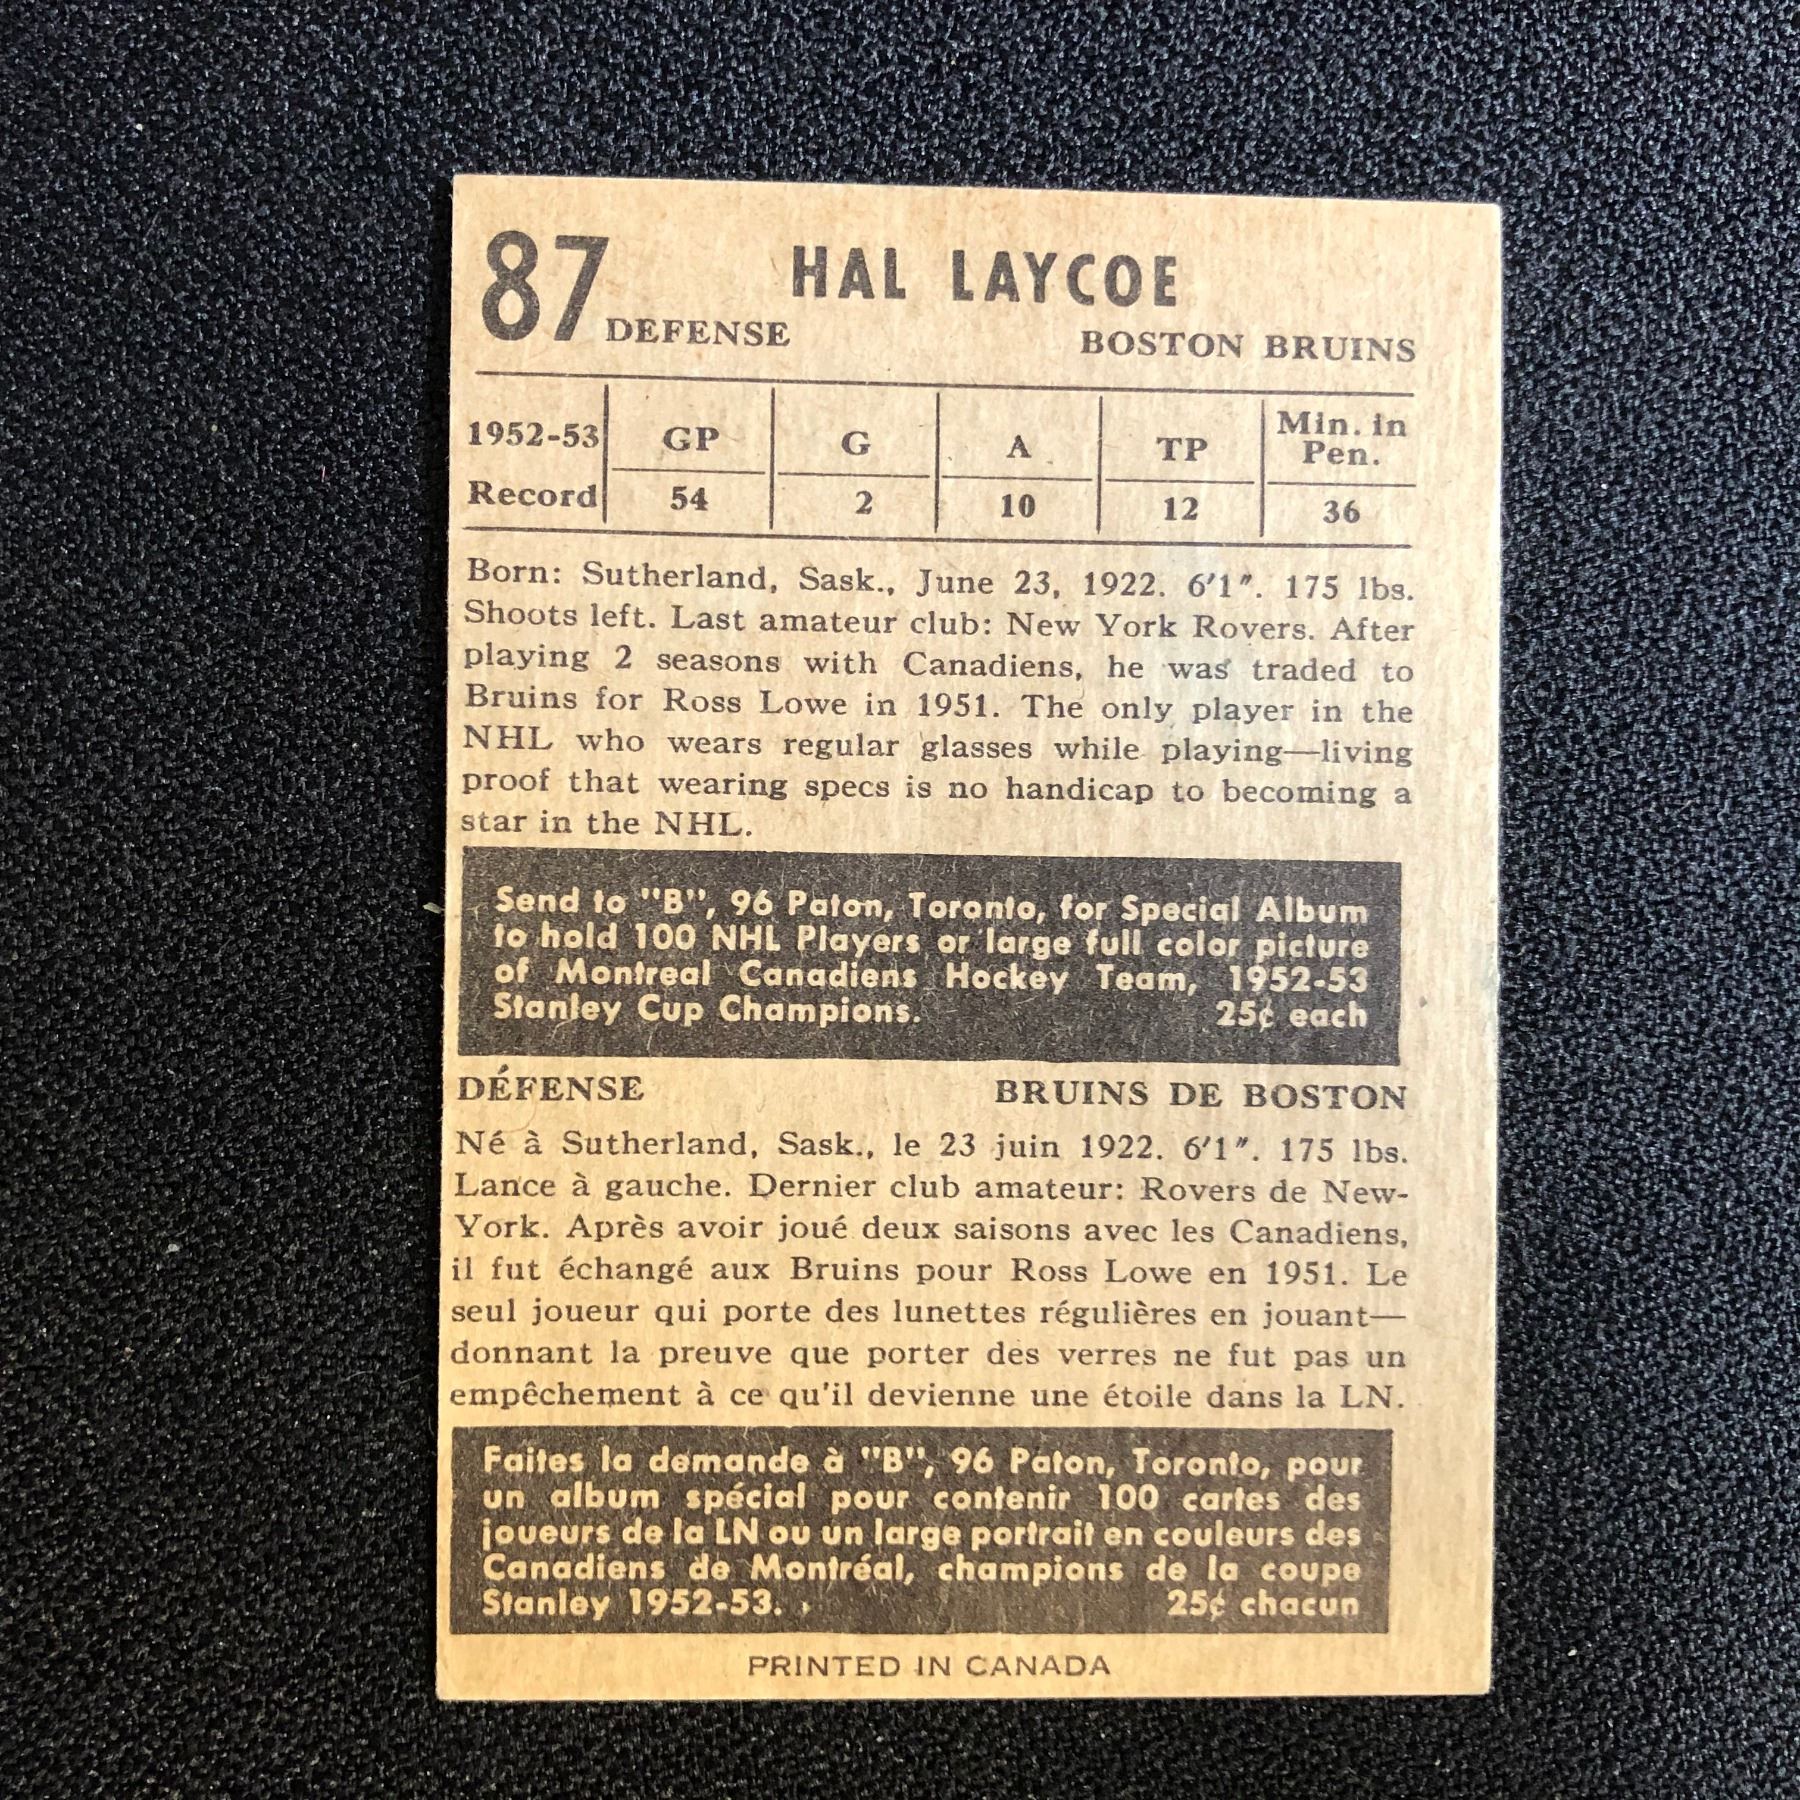 87 HAL LAYCOE
DEFENSE BOSTON BRUINS
1952-53 GP G A TP Min. in Pen.
Record 54 2 10 12 36
Born: Sutherland, Sask., June 23, 1922. 6'1". 175 lbs.
Shoots left. Last amateur club: New York Rovers. After
playing 2 seasons with Canadiens, he was traded to
Bruins for Ross Lowe in 1951. The only player in the
NHL who wears regular glasses while playing—living
proof that wearing specs is no handicap to becoming a
star in the NHL.
Send to "B", 96 Paton, Toronto, for Special Album
to hold 100 NHL Players or large full color picture
of Montreal Canadiens Hockey Team, 1952-53
Stanley Cup Champions. 25¢ each
DÉFENSE BRUINS DE BOSTON
Né à Sutherland, Sask., le 23 juin 1922. 6'1". 175 lbs.
Lance à gauche. Dernier club amateur: Rovers de New-
York. Après avoir joué deux saisons avec les Canadiens,
il fut échangé aux Bruins pour Ross Lowe en 1951. Le
seul joueur qui porte des lunettes régulières en jouant—
donnant la preuve que porter des verres ne fut pas un
empêchement à ce qu'il devienne une étoile dans la LN.
Faites la demande à "B", 96 Paton, Toronto, pour
un album spécial pour contenir 100 cartes des
joueurs de la LN ou un large portrait en couleurs des
Canadiens de Montréal, champions de la coupe
Stanley 1952-53. 25¢ chacun
PRINTED IN CANADA